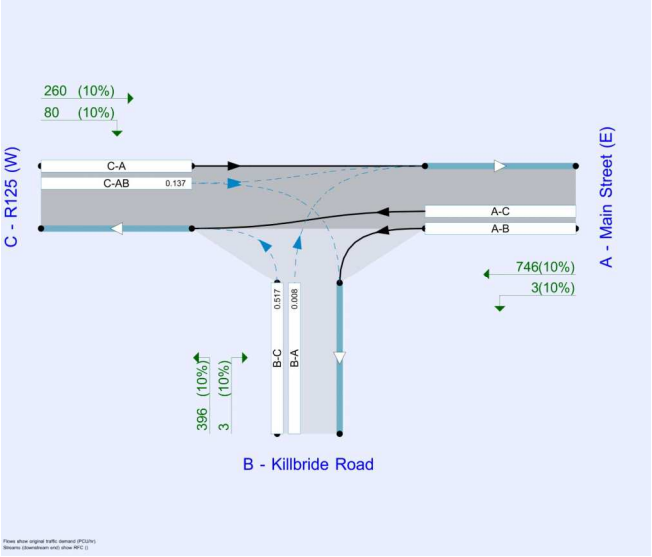 260 (10%)
80 (10%)
C - R125 (W)
C-A
C-AB 0.137
A-C
A-B
A - Main Street (E)
746(10%)
3(10%)
0.517
0.008
B-C
B-A
396 (10%)
3 (10%)
B - Killbride Road
Flows show original traffic demand (PCU/hr)
Streams (downstream end) show RFC ()